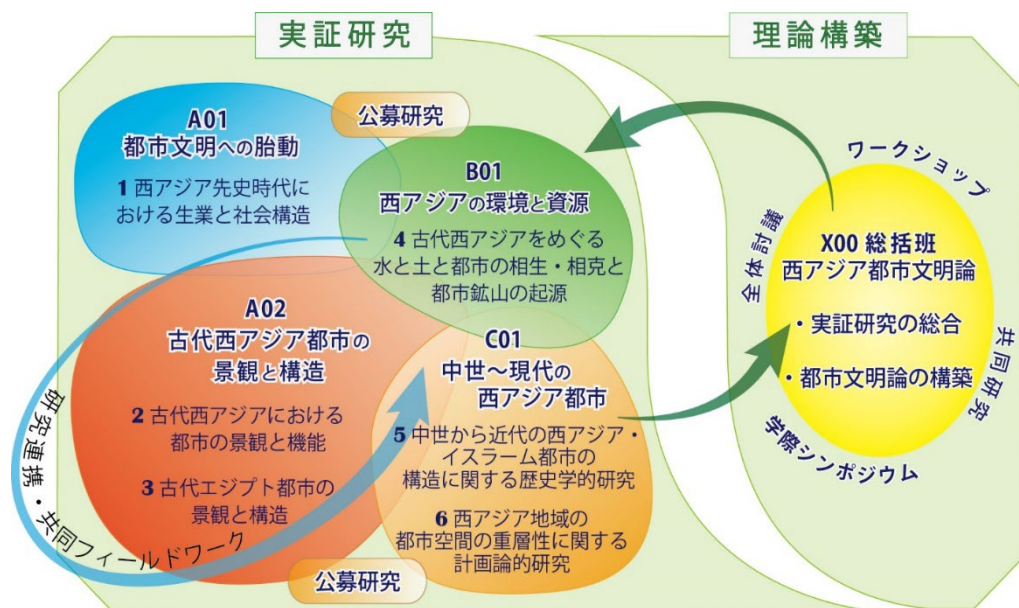 実証研究
理論構築
公募研究
A01
都市文明への胎動
1 西アジア先史時代に
おける生業と社会構造
B01
西アジアの環境と資源
4 古代西アジアをめぐる
水と土と都市の相生・相克と
都市鉱山の起源
A02
古代西アジア都市の
景観と構造
2 古代西アジアにおける
都市の景観と機能
3 古代エジプト都市の
景観と構造
C01
中世～現代の
西アジア都市
5 中世から近代の西アジア・
イスラーム都市の
構造に関する歴史学的研究
6 西アジア地域の
都市空間の重層性に関する
計画論的研究
公募研究
研究連携・共同フィールドワーク
ワークショップ
全体討議
X00 総括班
西アジア都市文明論
・実証研究の総合
・都市文明論の構築
共同研究
学際シンポジウム